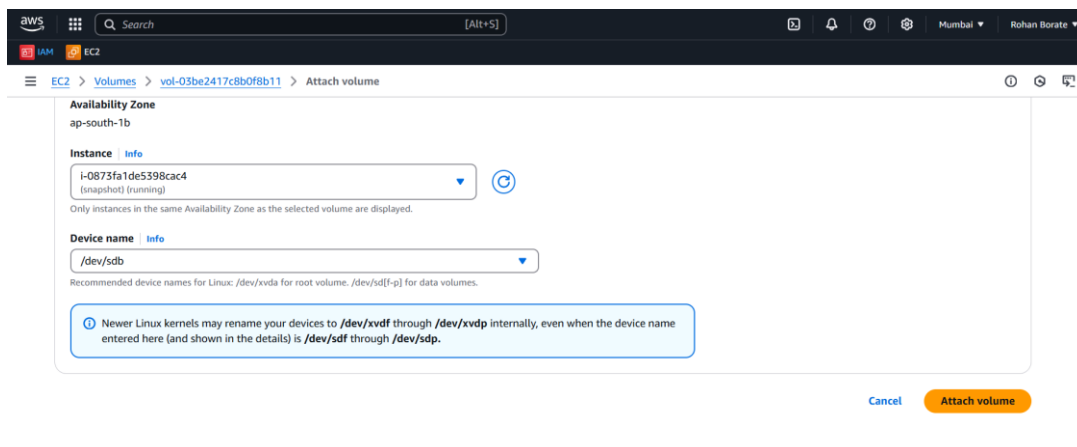 aws
Search [Alt+S]
Mumbai ▼ Rohan Borate ▼
IAM EC2
EC2 > Volumes > vol-03be2417c8b0f8b11 > Attach volume
Availability Zone
ap-south-1b
Instance | Info
i-0873fa1de5398cac4
(snapshot) (running)
Only instances in the same Availability Zone as the selected volume are displayed.
Device name | Info
/dev/sdb
Recommended device names for Linux: /dev/xvda for root volume. /dev/sd[f-p] for data volumes.
Newer Linux kernels may rename your devices to /dev/xvdf through /dev/xvdp internally, even when the device name
entered here (and shown in the details) is /dev/sdf through /dev/sdp.
Cancel Attach volume